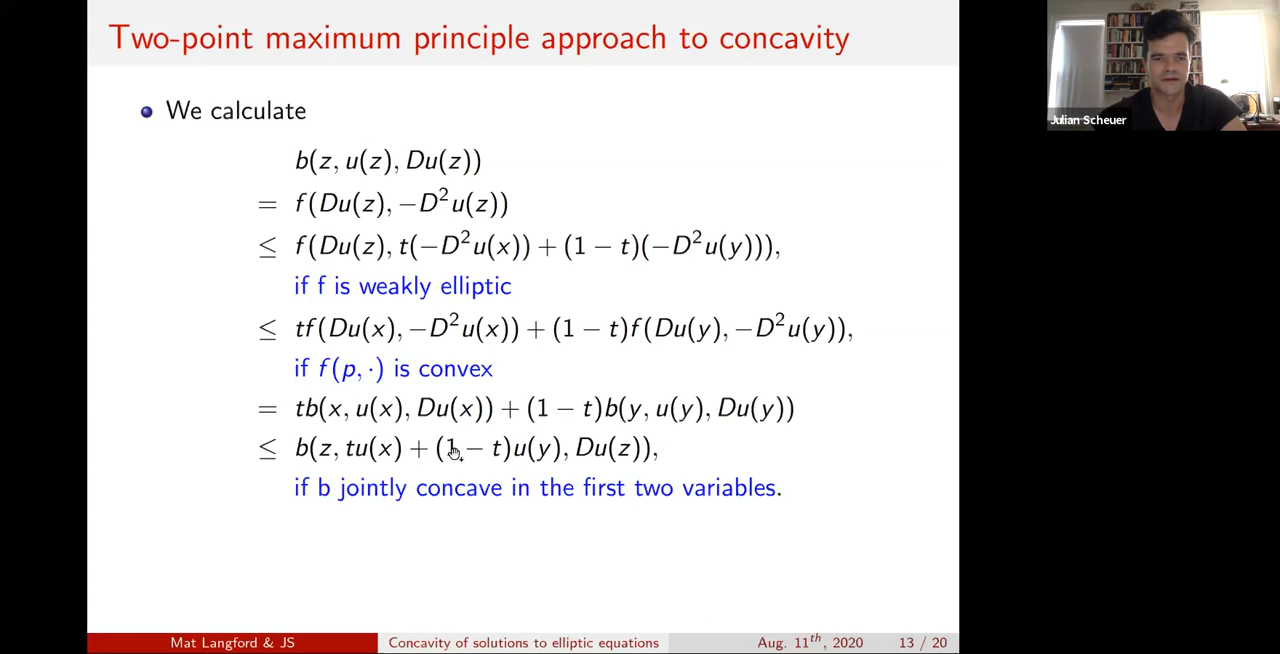 Two-point maximum principle approach to concavity
We calculate
b(z, u(z), Du(z))
= f(Du(z), −D²u(z))
≤ f(Du(z), t(−D²u(x)) + (1 − t)(−D²u(y))),
if f is weakly elliptic
≤ tf(Du(x), −D²u(x)) + (1 − t)f(Du(y), −D²u(y)),
if f(p, ·) is convex
= tb(x, u(x), Du(x)) + (1 − t)b(y, u(y), Du(y))
≤ b(z, tu(x) + (1 − t)u(y), Du(z)),
if b jointly concave in the first two variables.
Mat Langford & JS
Concavity of solutions to elliptic equations
Aug. 11th, 2020
13 / 20
Julian Scheuer